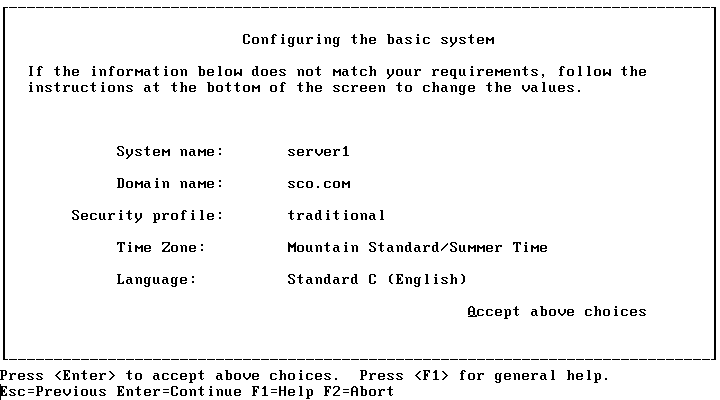 Configuring the basic system
If the information below does not match your requirements, follow the
instructions at the bottom of the screen to change the values.
System name: server1
Domain name: sco.com
Security profile: traditional
Time Zone: Mountain Standard/Summer Time
Language: Standard C (English)
Accept above choices
Press <Enter> to accept above choices. Press <F1> for general help.
Esc=Previous Enter=Continue F1=Help F2=Abort